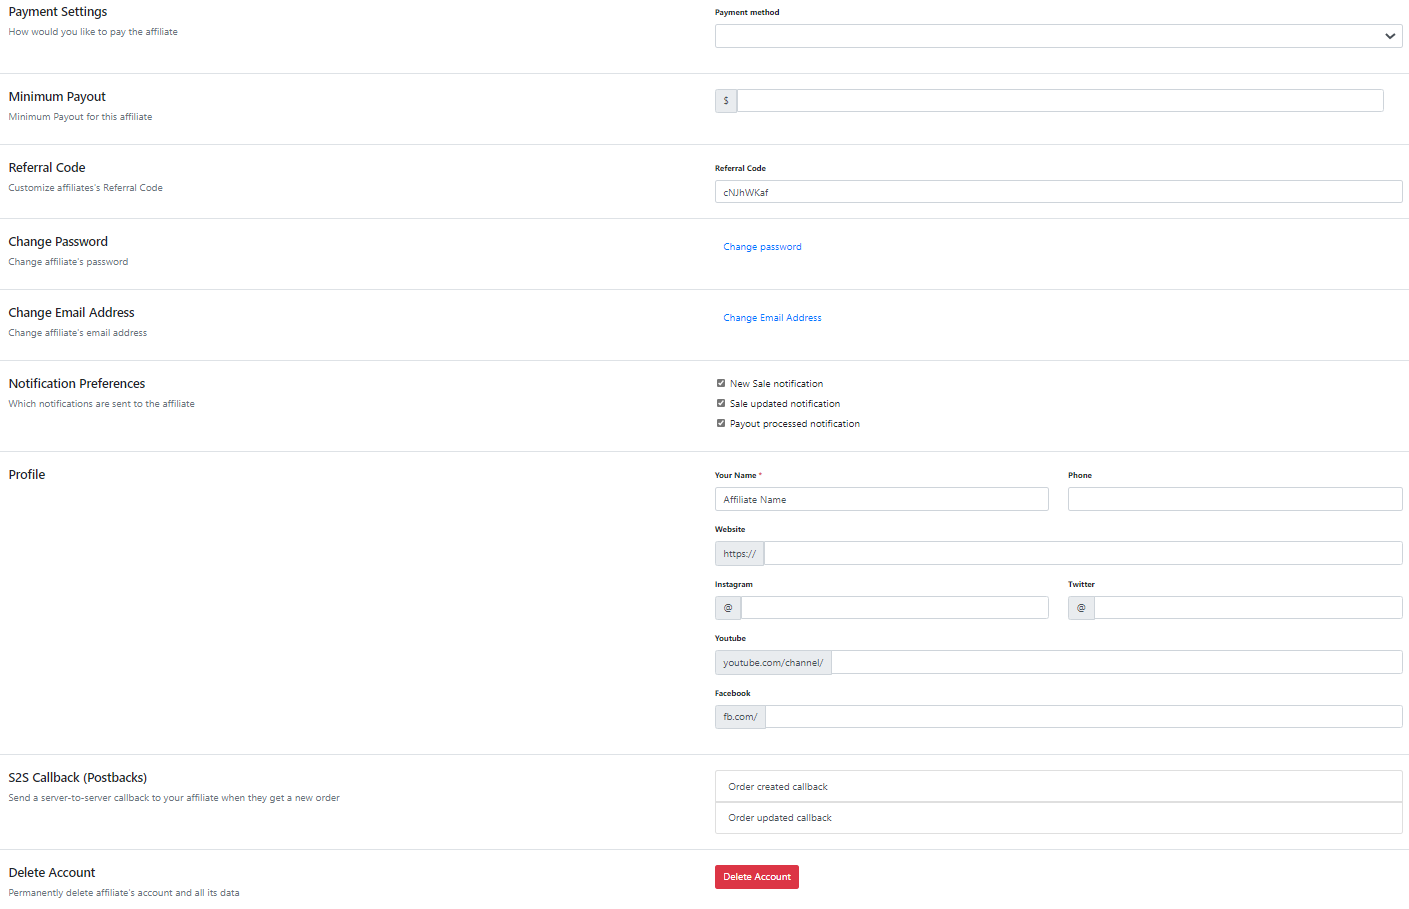 Payment Settings
How would you like to pay the affiliate
Payment method
Minimum Payout
Minimum Payout for this affiliate
$
Referral Code
Customize affiliates's Referral Code
Referral Code
cNJhWKaf
Change Password
Change affiliate's password
Change password
Change Email Address
Change affiliate's email address
Change Email Address
Notification Preferences
Which notifications are sent to the affiliate
New Sale notification
Sale updated notification
Payout processed notification
Profile
Your Name *
Phone
Affiliate Name
Website
https://
Instagram
Twitter
@
@
Youtube
youtube.com/channel/
Facebook
fb.com/
S2S Callback (Postbacks)
Send a server-to-server callback to your affiliate when they get a new order
Order created callback
Order updated callback
Delete Account
Permanently delete affiliate's account and all its data
Delete Account